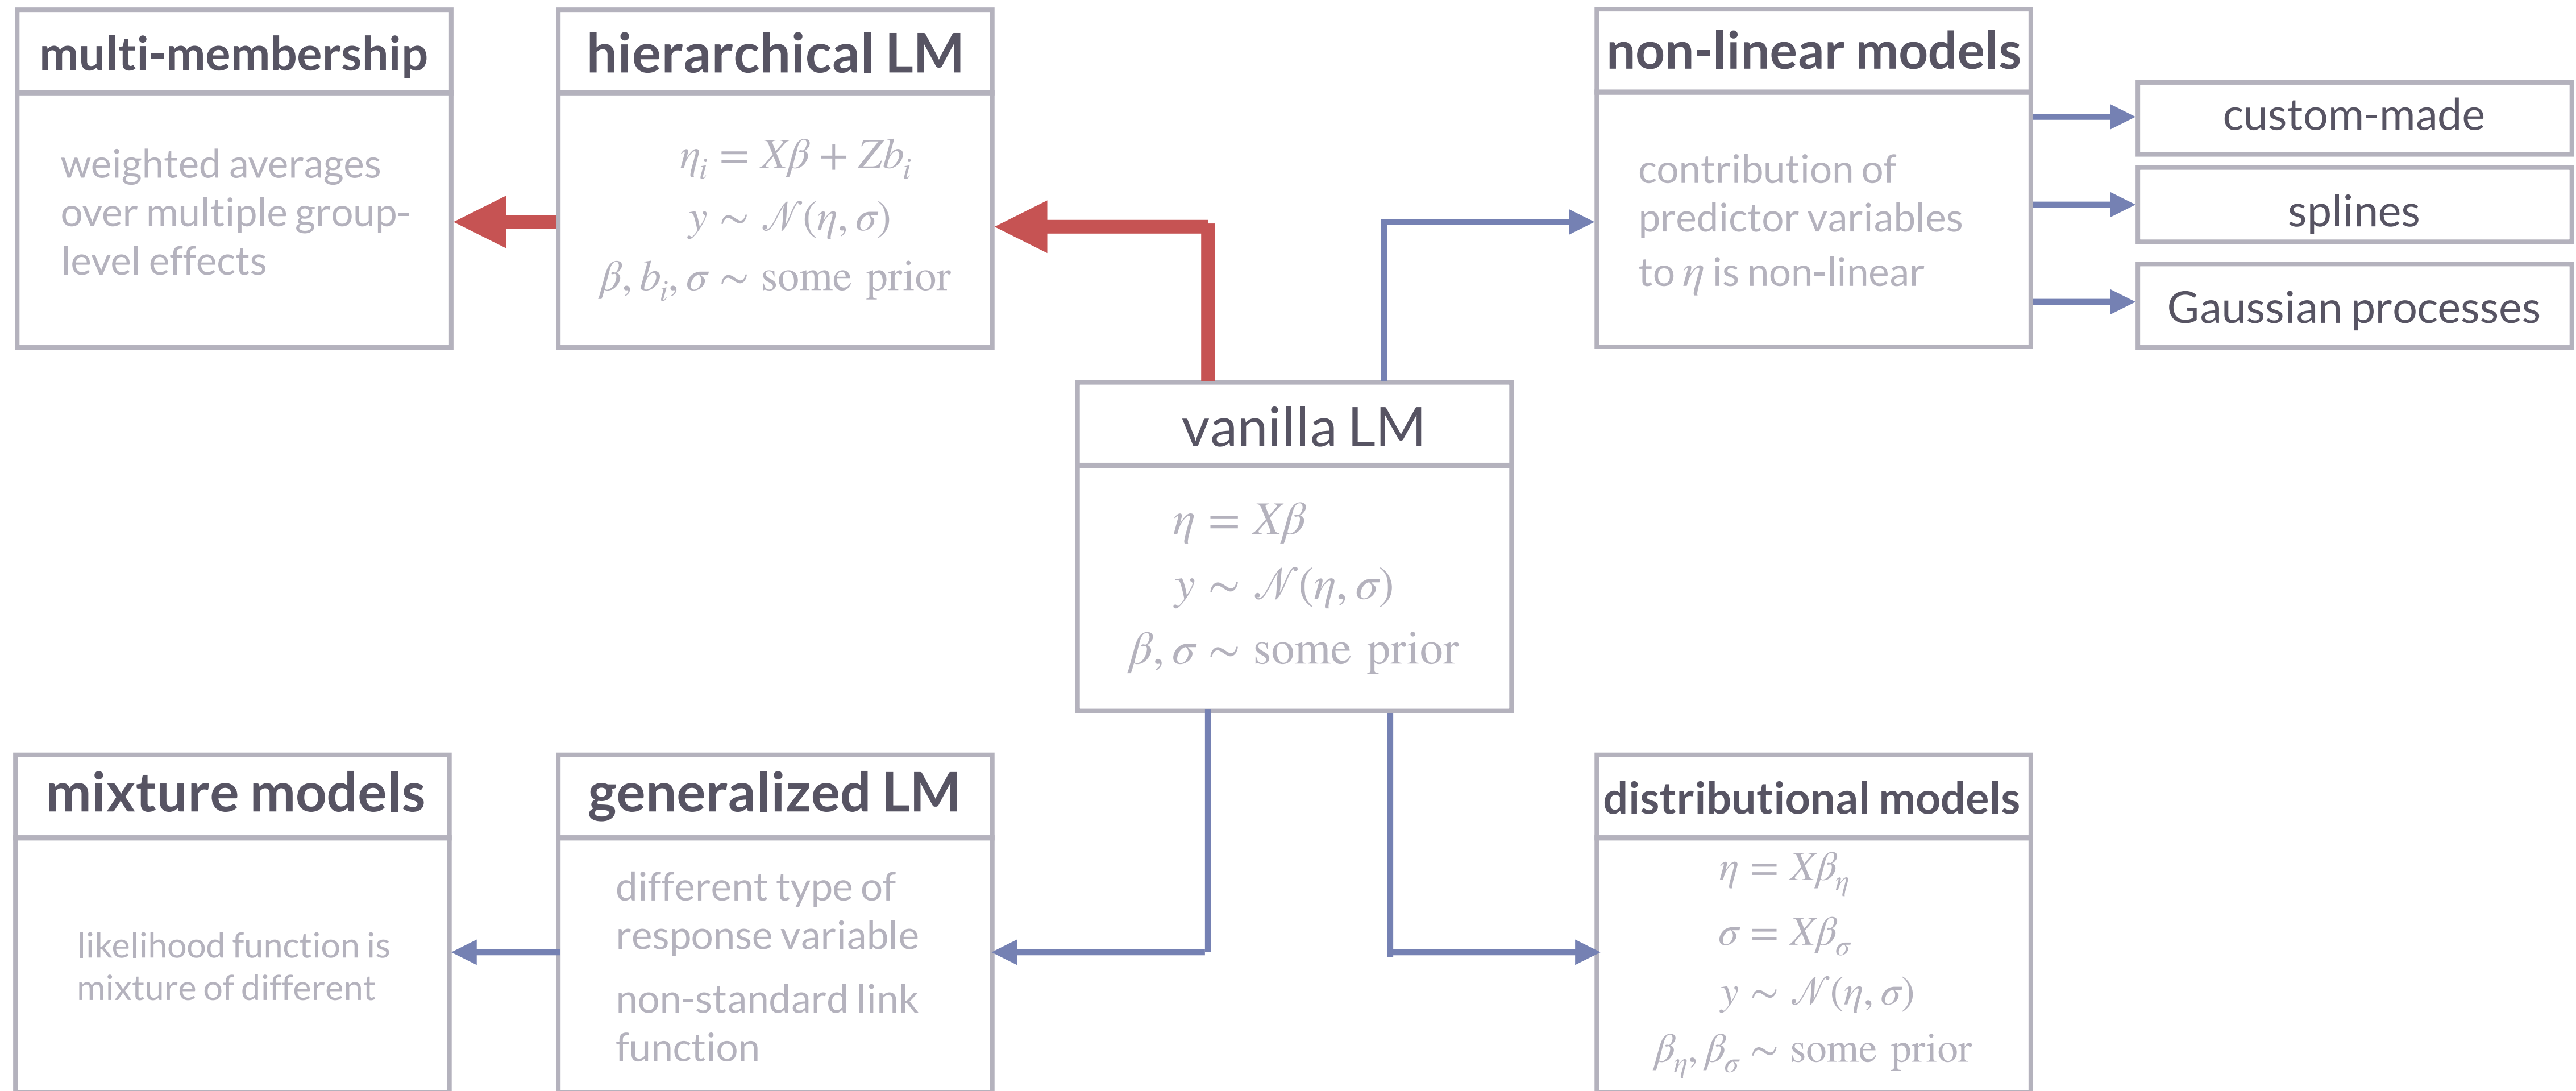 multi-membership
weighted averages
over multiple group-
level effects
hierarchical LM
ηᵢ = Xβ + Zbᵢ
y ∼ 𝒩(η, σ)
β, bᵢ, σ ∼ some prior
non-linear models
contribution of
predictor variables
to η is non-linear
custom-made
splines
Gaussian processes
vanilla LM
η = Xβ
y ∼ 𝒩(η, σ)
β, σ ∼ some prior
mixture models
likelihood function is
mixture of different
generalized LM
different type of
response variable
non-standard link
function
distributional models
η = Xβ_η
σ = Xβ_σ
y ∼ 𝒩(η, σ)
β_η, β_σ ∼ some prior